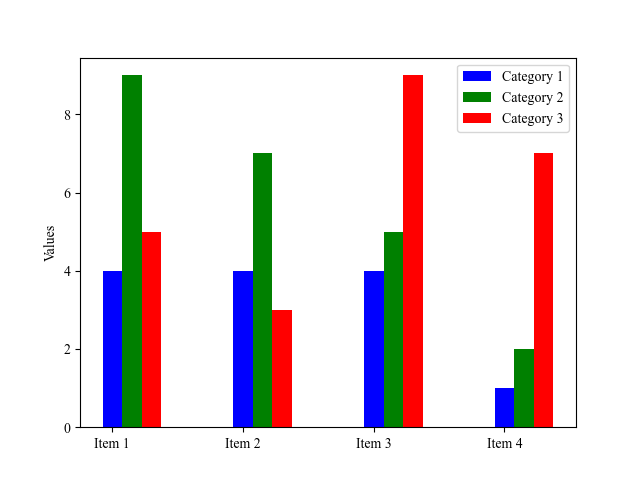 Category 1
Category 2
Category 3
Values
8
6
4
2
0
Item 1 Item 2 Item 3 Item 4